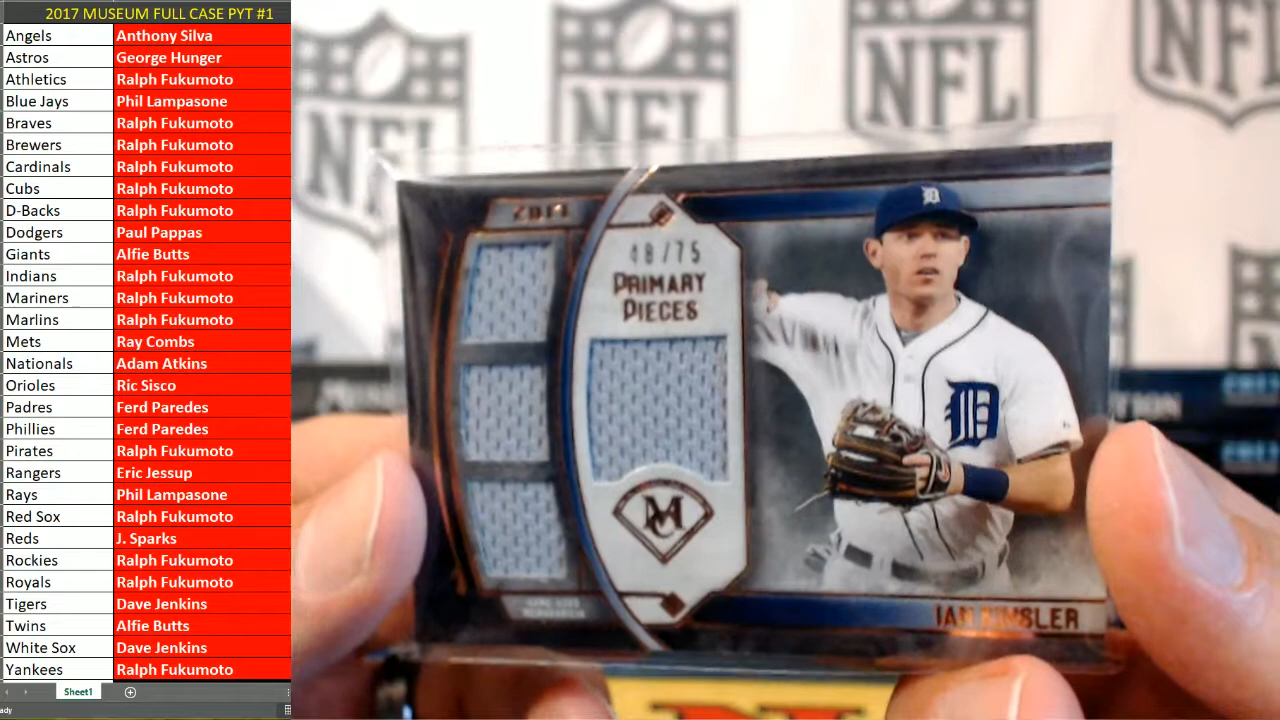 2017 MUSEUM FULL CASE PYT #1
Angels Anthony Silva
Astros George Hunger
Athletics Ralph Fukumoto
Blue Jays Phil Lampasone
Braves Ralph Fukumoto
Brewers Ralph Fukumoto
Cardinals Ralph Fukumoto
Cubs Ralph Fukumoto
D-Backs Ralph Fukumoto
Dodgers Paul Pappas
Giants Alfie Butts
Indians Ralph Fukumoto
Mariners Ralph Fukumoto
Marlins Ralph Fukumoto
Mets Ray Combs
Nationals Adam Atkins
Orioles Ric Sisco
Padres Ferd Paredes
Phillies Ferd Paredes
Pirates Ralph Fukumoto
Rangers Eric Jessup
Rays Phil Lampasone
Red Sox Ralph Fukumoto
Reds J. Sparks
Rockies Ralph Fukumoto
Royals Ralph Fukumoto
Tigers Dave Jenkins
Twins Alfie Butts
White Sox Dave Jenkins
Yankees Ralph Fukumoto
Sheet1
ady
NFL
NFL
NFL
NFL
48/75
PRIMARY
PIECES
D
D
IAN KINSLER